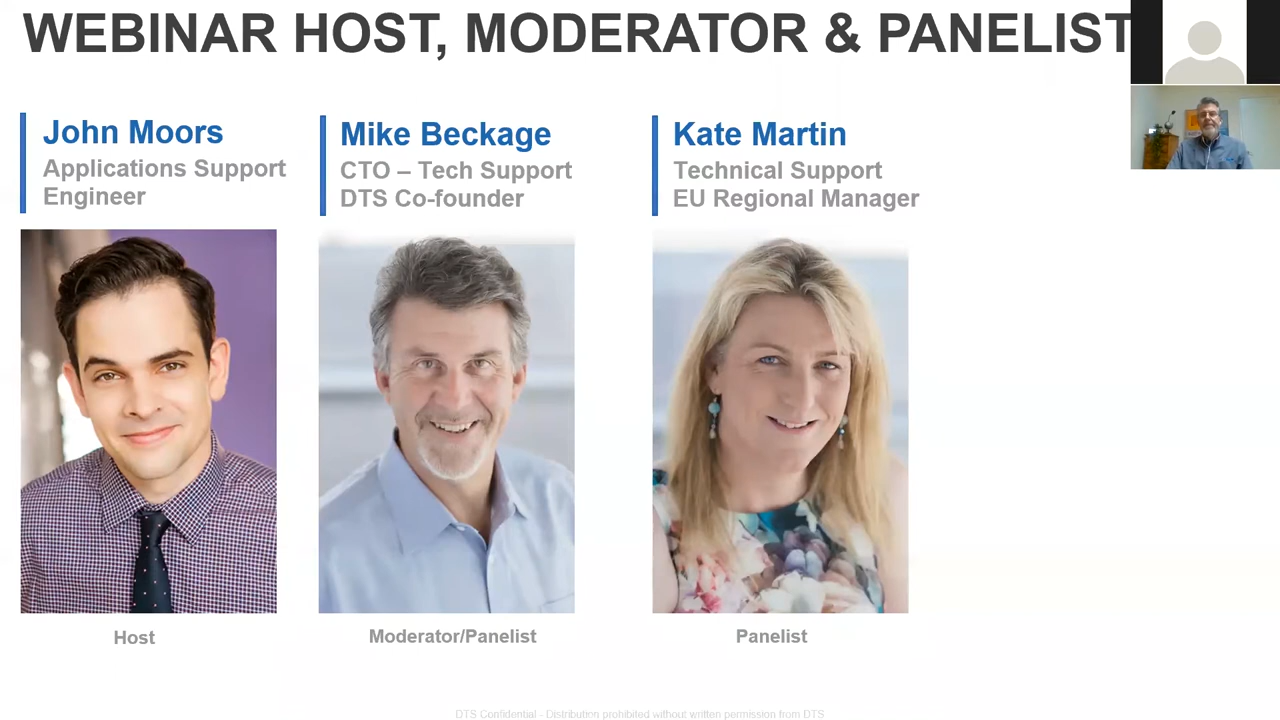 WEBINAR HOST, MODERATOR & PANELIST
John Moors
Applications Support
Engineer
Mike Beckage
CTO – Tech Support
DTS Co-founder
Kate Martin
Technical Support
EU Regional Manager
Host
Moderator/Panelist
Panelist
DTS Confidential - Distribution prohibited without written permission from DTS